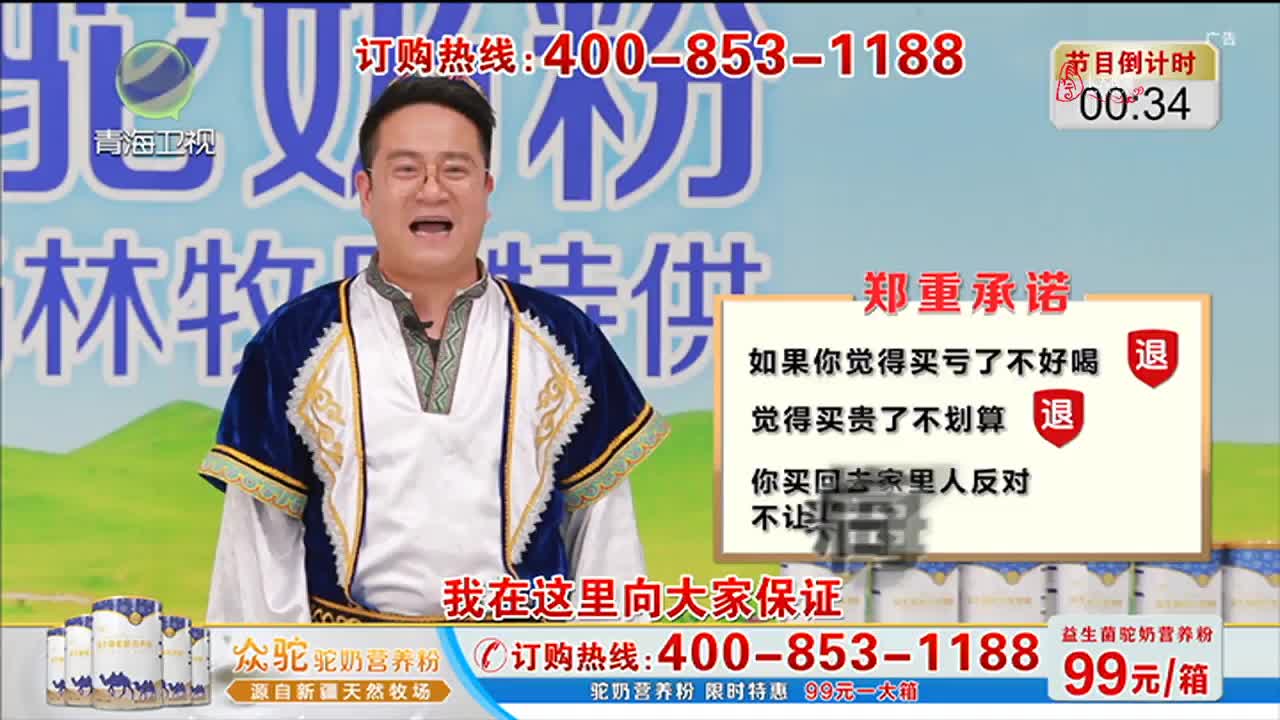 订购热线:400-853-1188
广告
节目倒计时
00:34
青海卫视
驼奶粉
林牧
特供
郑重承诺
如果你觉得买亏了不好喝 退
觉得买贵了不划算 退
你买回去家里人反对
不让
我在这里向大家保证
众驼 驼奶营养粉
源自新疆天然牧场
订购热线:400-853-1188
驼奶营养粉 限时特惠 99元一大箱
益生菌驼奶营养粉
99元/箱